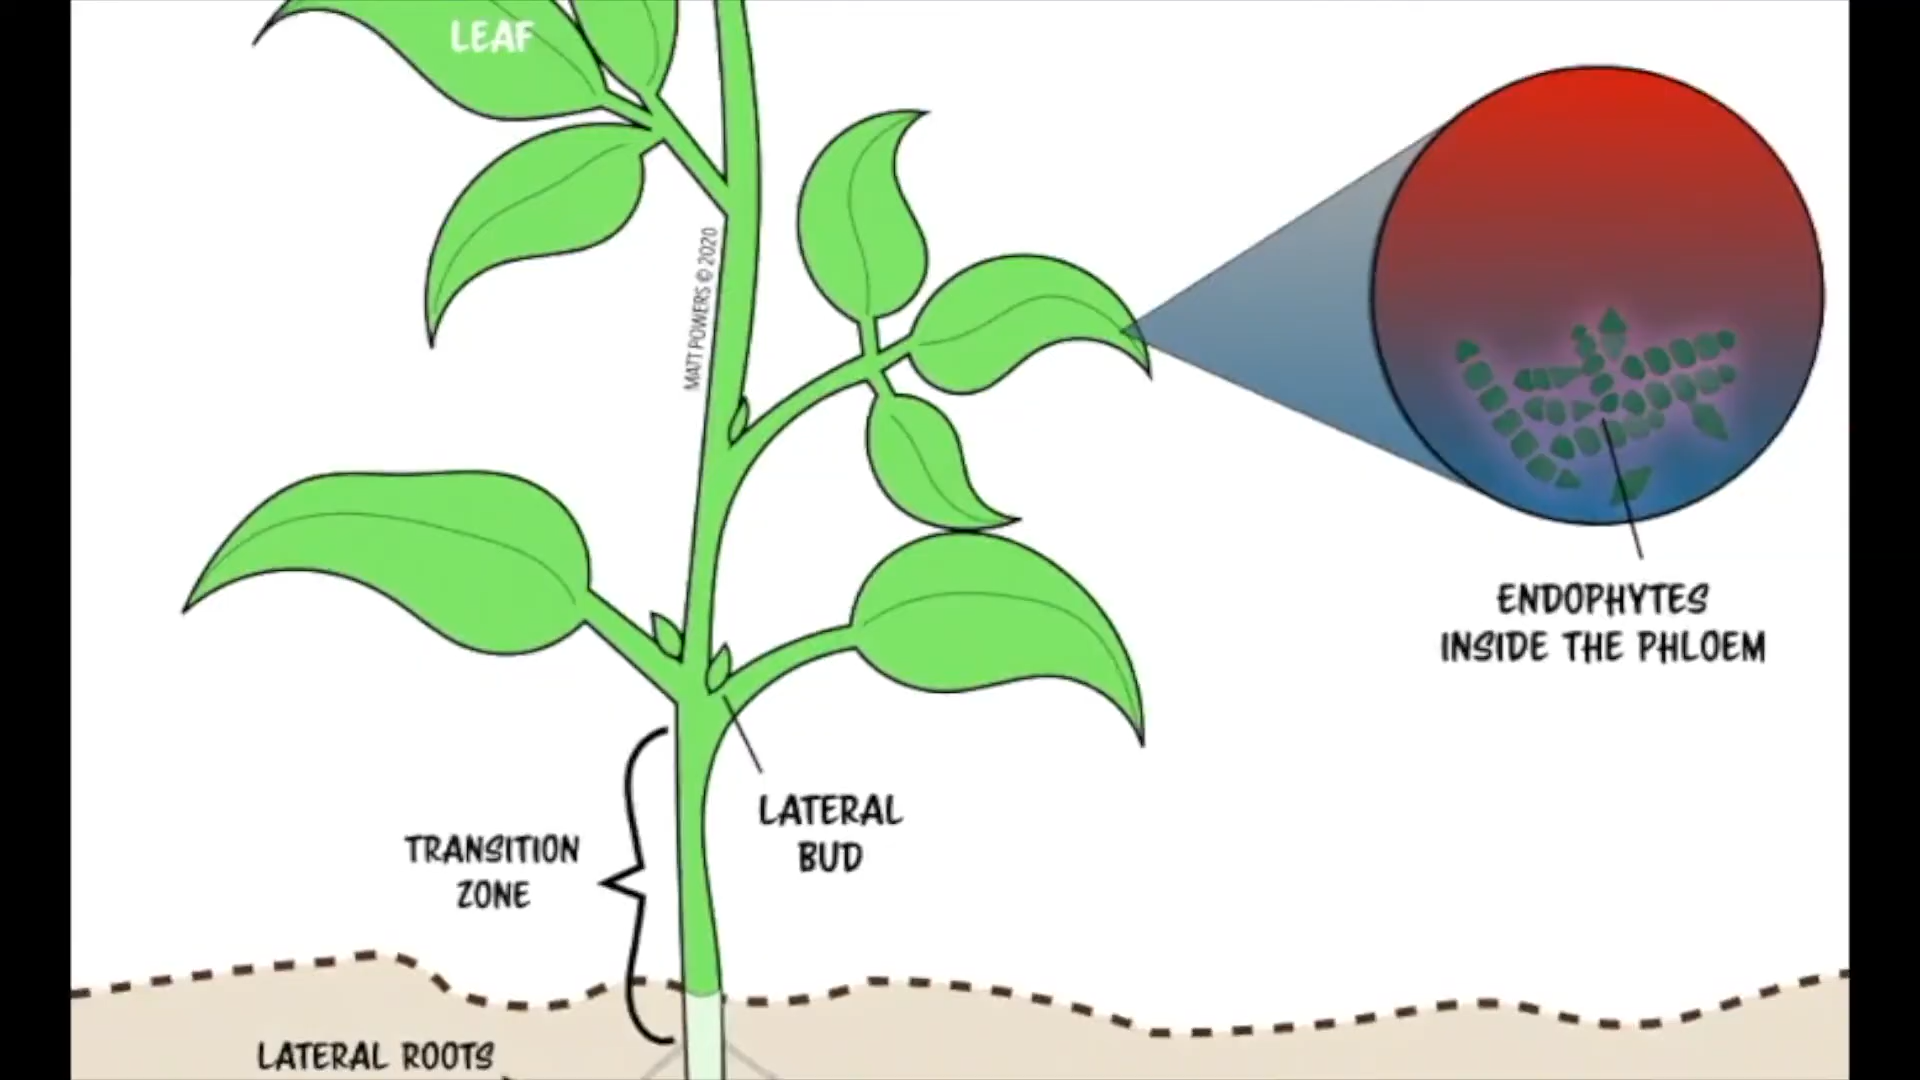 LEAF
MATT POWERS © 2020
ENDOPHYTES
INSIDE THE PHLOEM
LATERAL
BUD
TRANSITION
ZONE
LATERAL ROOTS